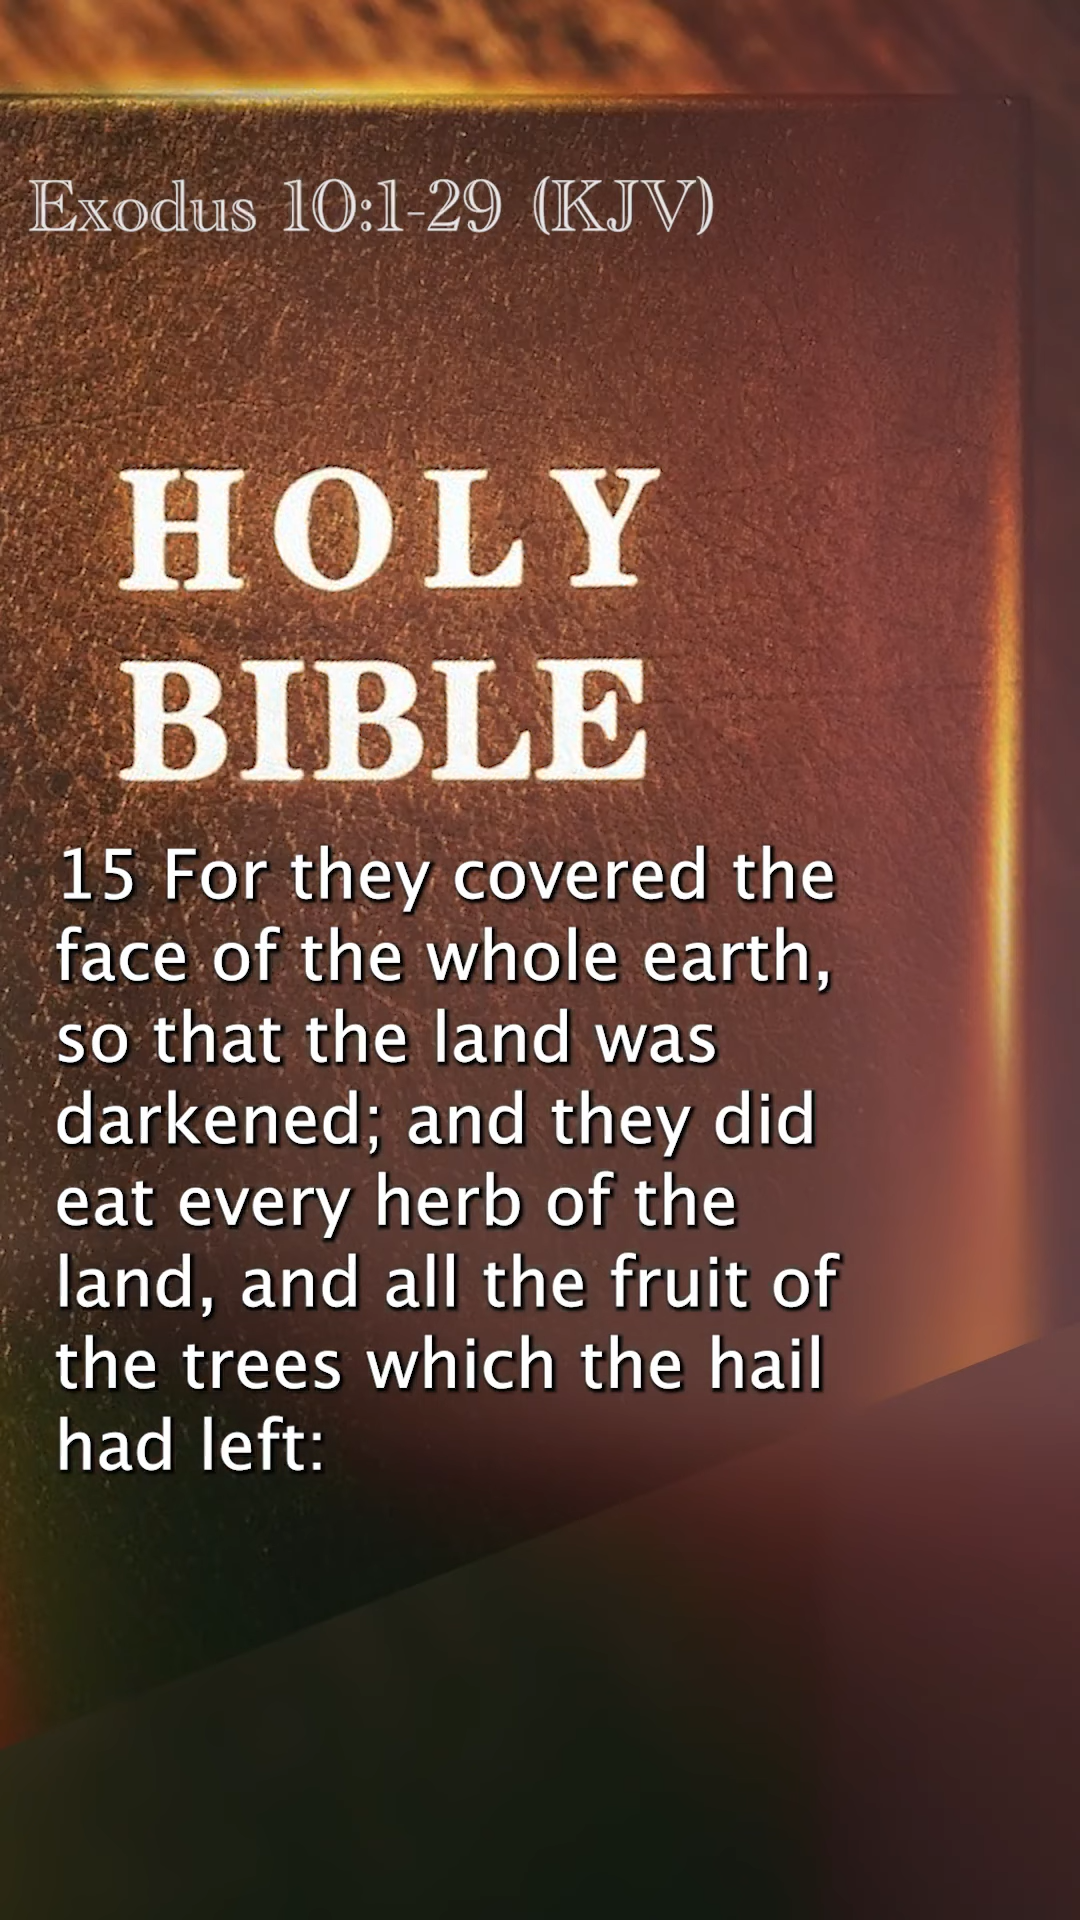 Exodus 10:1-29 (KJV)
HOLY
BIBLE
15 For they covered the
face of the whole earth,
so that the land was
darkened; and they did
eat every herb of the
land, and all the fruit of
the trees which the hail
had left: